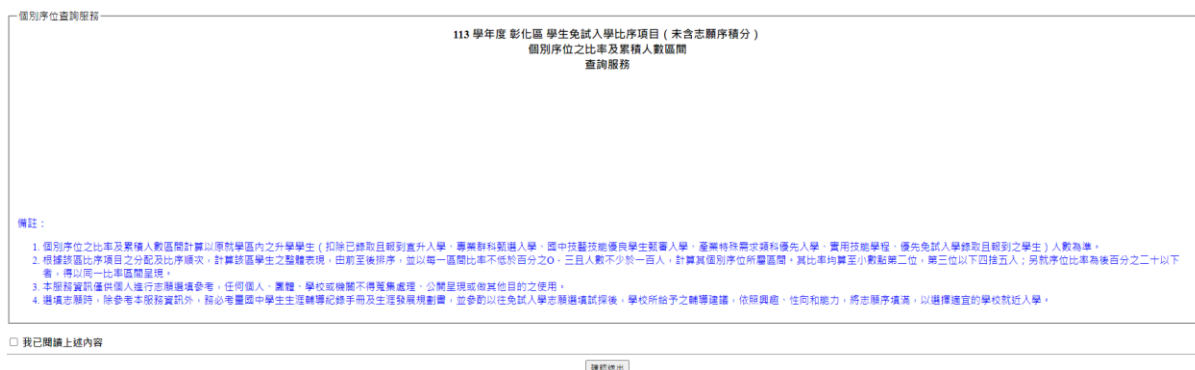 個別序位查詢服務
113 學年度 彰化區 學生免試入學比序項目 ( 未含志願序積分 )
個別序位之比率及累積人數區間
查詢服務
備註：
1. 個別序位之比率及累積人數區間計算以原就學區內之升學學生 ( 扣除已錄取且報到直升入學、專業群科甄選入學、國中技藝技能優良學生甄審入學、產業特殊需求類科優先入學、實用技能學程、優先免試入學錄取且報到之學生 ) 人數為準。
2. 根據該區比序項目之分配及比序順次，計算該區學生之整體表現，由前至後排序，並以每一區間比率不低於百分之O．三且人數不少於一百人，計算其個別序位所屬區間。其比率均算至小數點第二位，第三位以下四捨五入；另就序位比率為後百分之二十以下
者，得以同一比率區間呈現。
3. 本服務資訊僅供個人進行志願選填參考，任何個人、團體、學校或機關不得蒐集處理、公開呈現或做其他目的之使用。
4. 選填志願時，除參考本服務資訊外，務必考量國中學生生涯輔導紀錄手冊及生涯發展規劃書，並參酌以往免試入學志願選填試探後，學校所給予之輔導建議，依照興趣、性向和能力，將志願序填滿，以選擇適宜的學校就近入學。
我已閱讀上述內容
確認送出